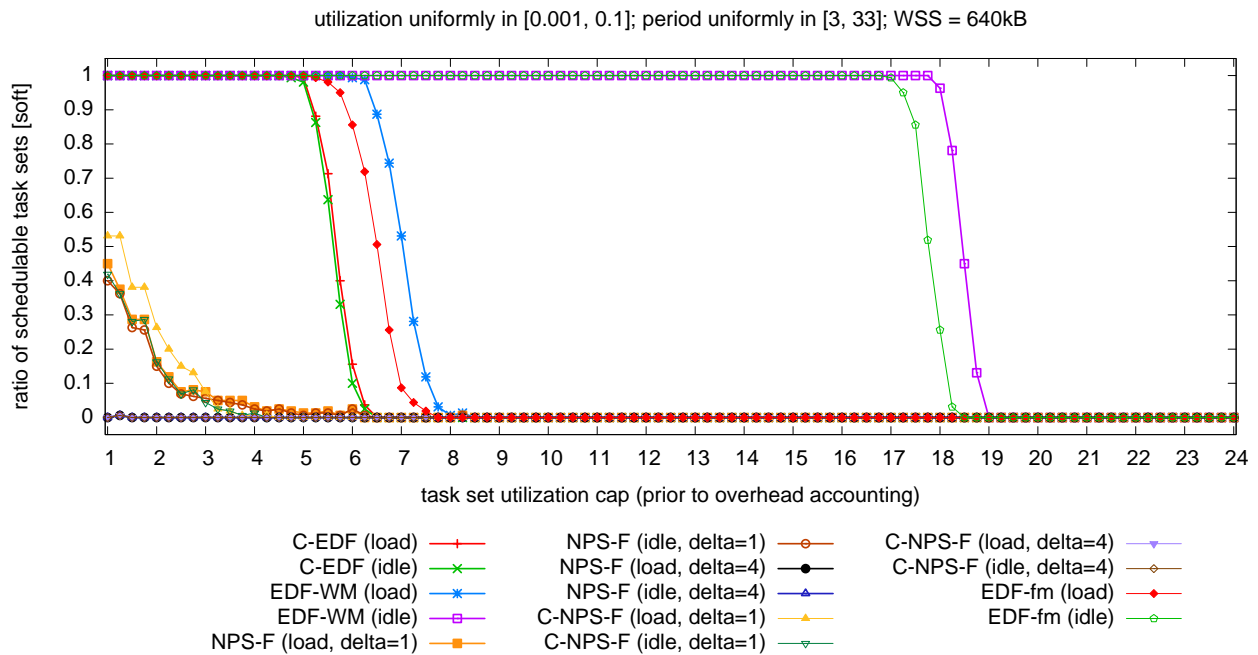 utilization uniformly in [0.001, 0.1]; period uniformly in [3, 33]; WSS = 640kB
ratio of schedulable task sets [soft]
1
0.9
0.8
0.7
0.6
0.5
0.4
0.3
0.2
0.1
0
1 2 3 4 5 6 7 8 9 10 11 12 13 14 15 16 17 18 19 20 21 22 23 24
task set utilization cap (prior to overhead accounting)
C-EDF (load)
C-EDF (idle)
EDF-WM (load)
EDF-WM (idle)
NPS-F (load, delta=1)
NPS-F (idle, delta=1)
NPS-F (load, delta=4)
NPS-F (idle, delta=4)
C-NPS-F (load, delta=1)
C-NPS-F (idle, delta=1)
C-NPS-F (load, delta=4)
C-NPS-F (idle, delta=4)
EDF-fm (load)
EDF-fm (idle)